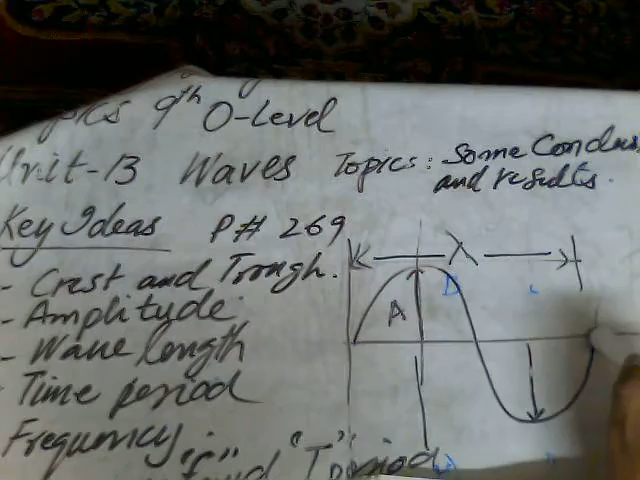 9th O-Level
Unit-13 Waves Topics: Some
and results.
Key Ideas P# 269
- Crest and Trough.
- Amplitude
- Wave length
- Time period
Frequency
λ
A
"T"